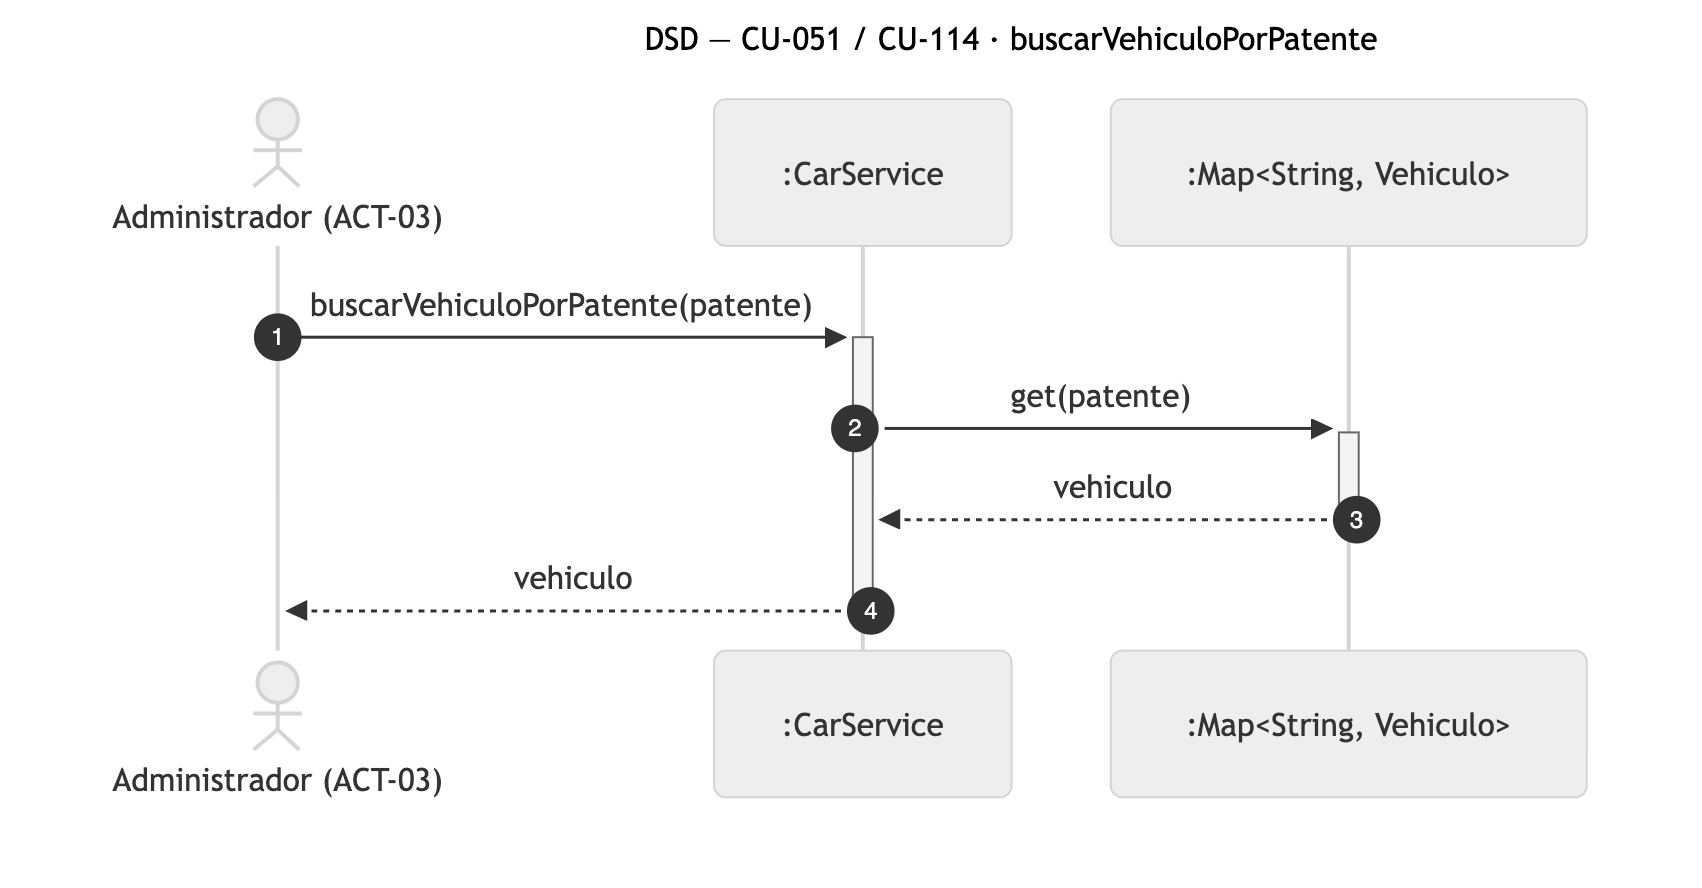 DSD — CU-051 / CU-114 · buscarVehiculoPorPatente
Administrador (ACT-03)
:CarService
:Map<String, Vehiculo>
buscarVehiculoPorPatente(patente)
1
get(patente)
2
vehiculo
3
vehiculo
4
Administrador (ACT-03)
:CarService
:Map<String, Vehiculo>